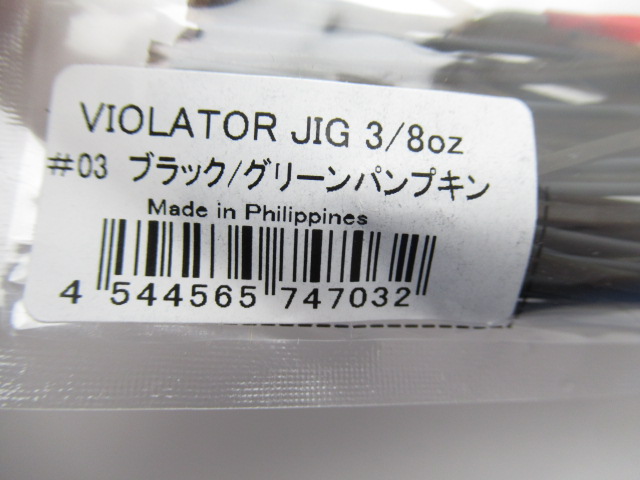 VIOLATOR JIG 3/8oz
#03 ブラック/グリーンパンプキン
Made in Philippines
4 544565 747032